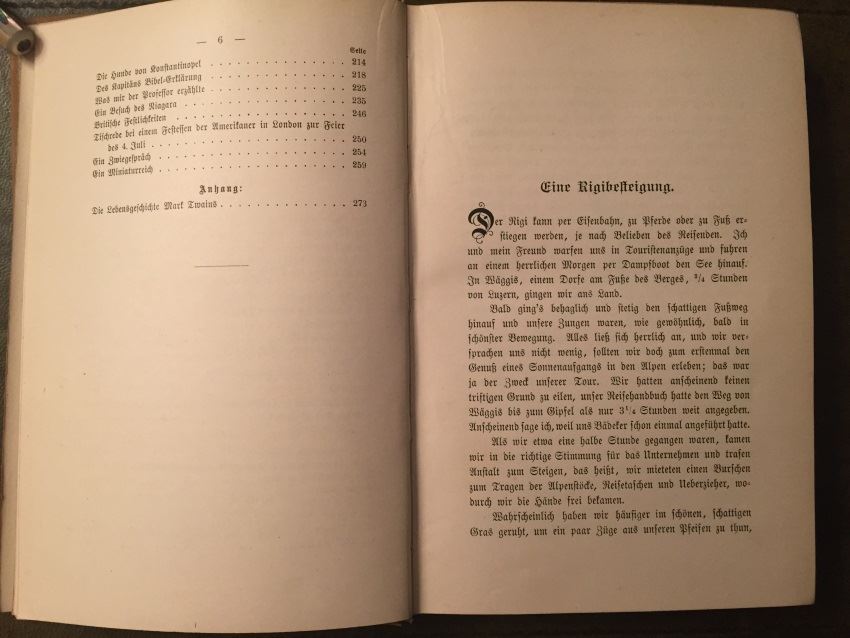 — 6 —
Seite
Die Hunde von Konstantinopel . . . . . . . . . . . . . . . 214
Des Kapitäns Bibel-Erklärung . . . . . . . . . . . . . . . 218
Was mir der Professor erzählte . . . . . . . . . . . . . . . 225
Ein Besuch des Niagara . . . . . . . . . . . . . . . 235
Britische Festlichkeiten . . . . . . . . . . . . . . . 246
Tischrede bei einem Festessen der Amerikaner in London zur Feier
des 4. Juli . . . . . . . . . . . . . . . 250
Ein Zwiegespräch . . . . . . . . . . . . . . . 254
Ein Miniaturreich . . . . . . . . . . . . . . . 259
Anhang:
Die Lebensgeschichte Mark Twains . . . . . . . . . . . . . 273
Eine Rigibesteigung.
Der Rigi kann per Eisenbahn, zu Pferde oder zu Fuß er-
stiegen werden, je nach Belieben des Reisenden. Ich
und mein Freund warfen uns in Touristenanzüge und fuhren
an einem herrlichen Morgen per Dampfboot den See hinauf.
In Wäggis, einem Dorfe am Fuße des Berges, 3/4 Stunden
von Luzern, gingen wir ans Land.
Bald ging's behaglich und stetig den schattigen Fußweg
hinauf und unsere Zungen waren, wie gewöhnlich, bald in
schönster Bewegung. Alles ließ sich herrlich an, und wir ver-
sprachen uns nicht wenig, sollten wir doch zum erstenmal den
Genuß eines Sonnenaufgangs in den Alpen erleben; das war
ja der Zweck unserer Tour. Wir hatten anscheinend keinen
triftigen Grund zu eilen, unser Reisehandbuch hatte den Weg von
Wäggis bis zum Gipfel als nur 3 1/4 Stunden weit angegeben.
Anscheinend sage ich, weil uns Bädeker schon einmal angeführt hatte.
Als wir etwa eine halbe Stunde gegangen waren, kamen
wir in die richtige Stimmung für das Unternehmen und trafen
Anstalt zum Steigen, das heißt, wir mieteten einen Burschen
zum Tragen der Alpenstöcke, Reisetaschen und Ueberzieher, wo-
durch wir die Hände frei bekamen.
Wahrscheinlich haben wir häufiger im schönen, schattigen
Gras geruht, um ein paar Züge aus unseren Pfeifen zu thun,